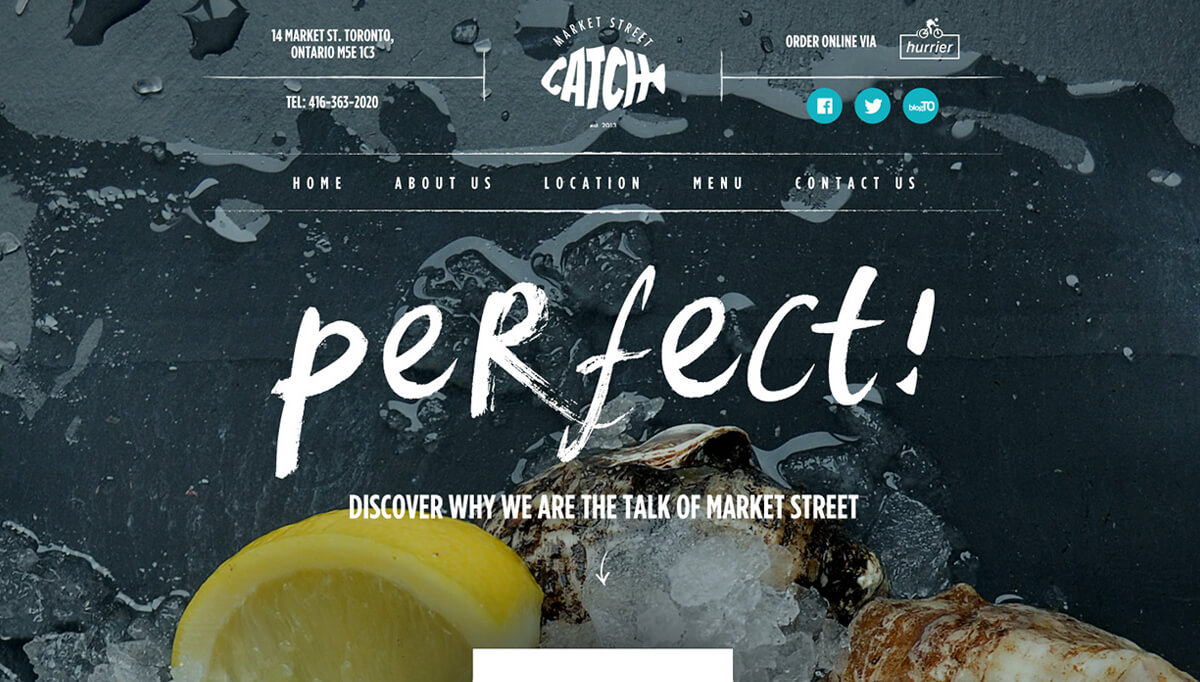 14 MARKET ST. TORONTO,
ONTARIO M5E 1C3
TEL: 416-363-2020
MARKET STREET
CATCH
est. 2013
ORDER ONLINE VIA
hurrier
blogTO
HOME
ABOUT US
LOCATION
MENU
CONTACT US
peRfect!
DISCOVER WHY WE ARE THE TALK OF MARKET STREET